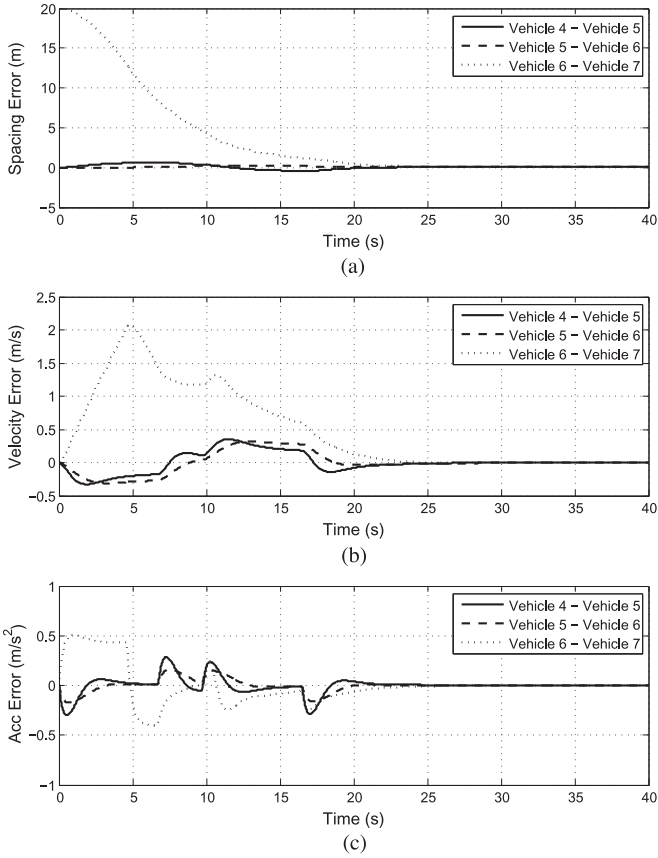 20
15
10
5
0
−5
Spacing Error (m)
Vehicle 4 − Vehicle 5
Vehicle 5 − Vehicle 6
Vehicle 6 − Vehicle 7
0 5 10 15 20 25 30 35 40
Time (s)
(a)
2.5
2
1.5
1
0.5
0
−0.5
Velocity Error (m/s)
Vehicle 4 − Vehicle 5
Vehicle 5 − Vehicle 6
Vehicle 6 − Vehicle 7
0 5 10 15 20 25 30 35 40
Time (s)
(b)
1
0.5
0
−0.5
−1
Acc Error (m/s²)
Vehicle 4 − Vehicle 5
Vehicle 5 − Vehicle 6
Vehicle 6 − Vehicle 7
0 5 10 15 20 25 30 35 40
Time (s)
(c)